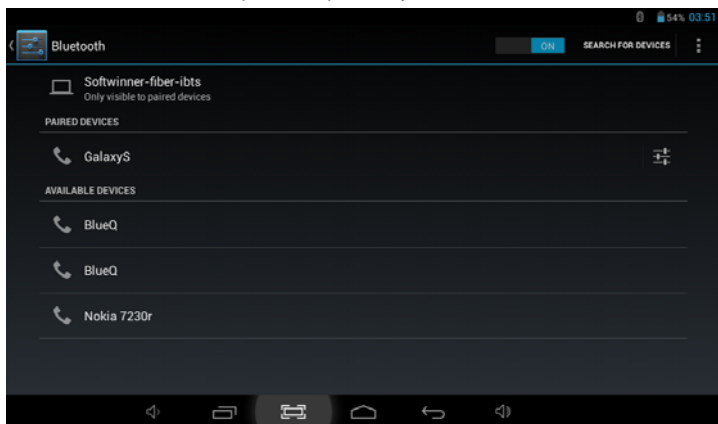 54% 03:51
Bluetooth
ON
SEARCH FOR DEVICES
Softwinner-fiber-ibts
Only visible to paired devices
PAIRED DEVICES
GalaxyS
AVAILABLE DEVICES
BlueQ
BlueQ
Nokia 7230r